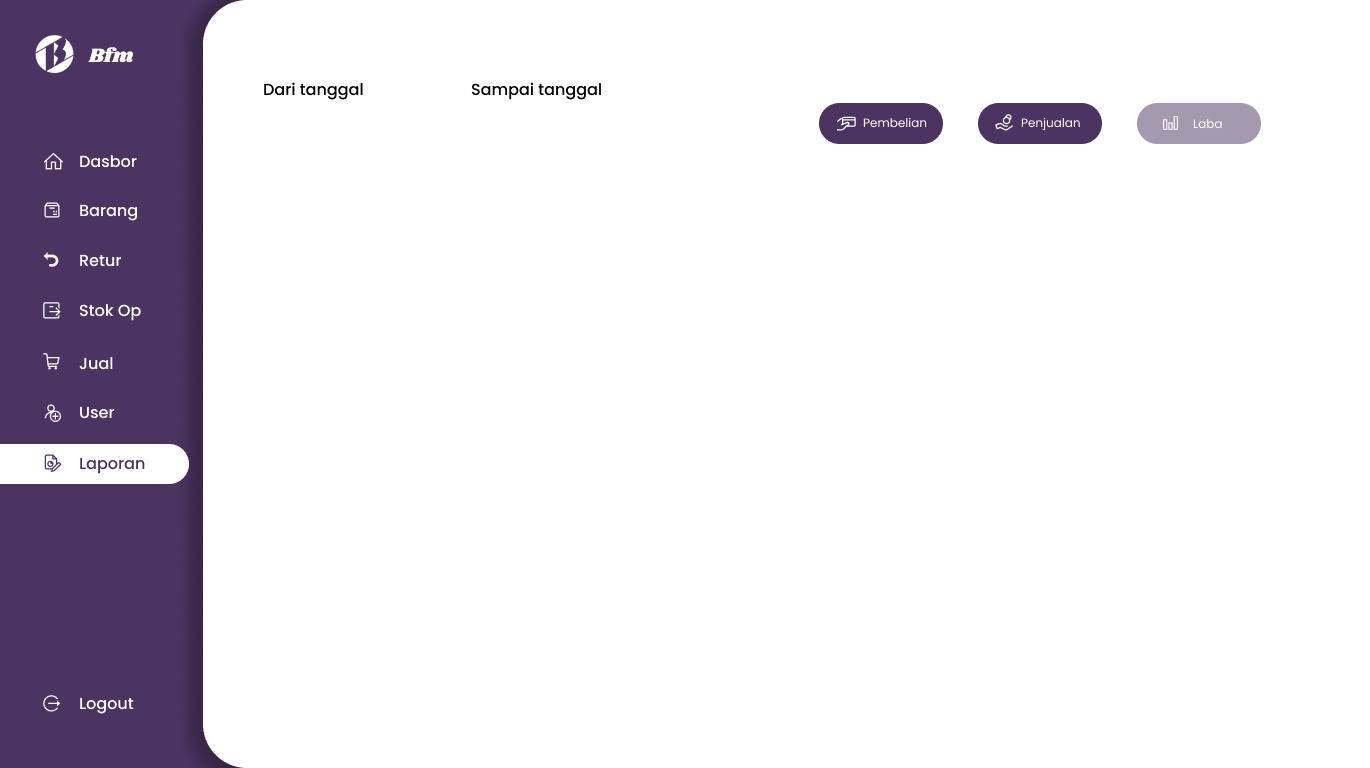 Bfm
Dasbor
Barang
Retur
Stok Op
Jual
User
Laporan
Logout
Dari tanggal
Sampai tanggal
Pembelian
Penjualan
Laba